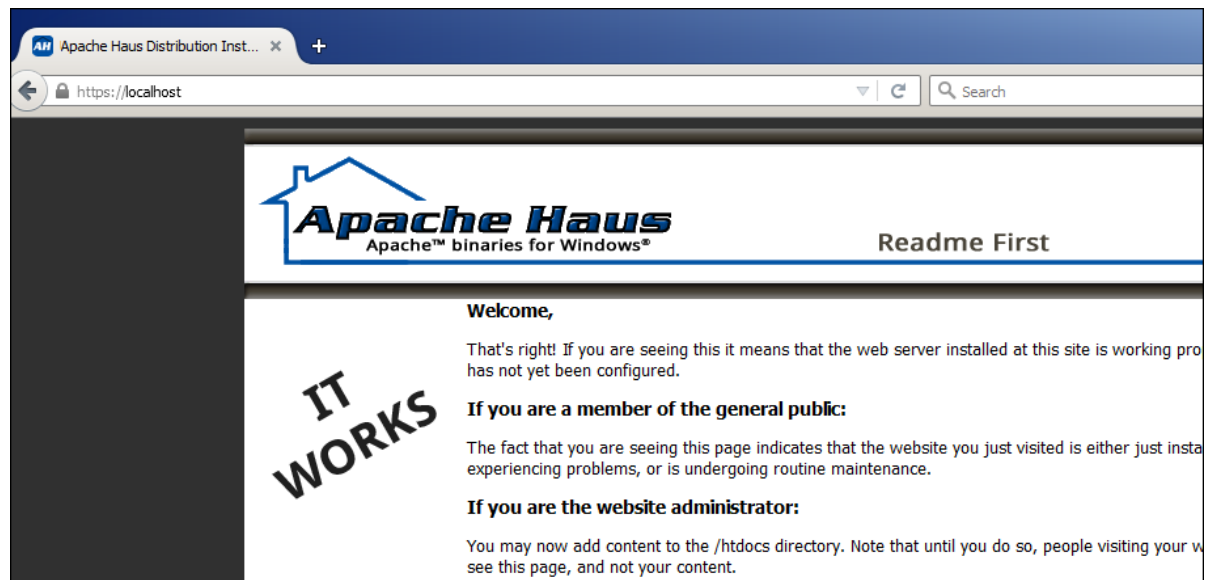 AH Apache Haus Distribution Inst... × +
https://localhost
Search
Apache Haus
Apache™ binaries for Windows®
Readme First
Welcome,
That's right! If you are seeing this it means that the web server installed at this site is working pro
has not yet been configured.
IT
WORKS
If you are a member of the general public:
The fact that you are seeing this page indicates that the website you just visited is either just insta
experiencing problems, or is undergoing routine maintenance.
If you are the website administrator:
You may now add content to the /htdocs directory. Note that until you do so, people visiting your w
see this page, and not your content.